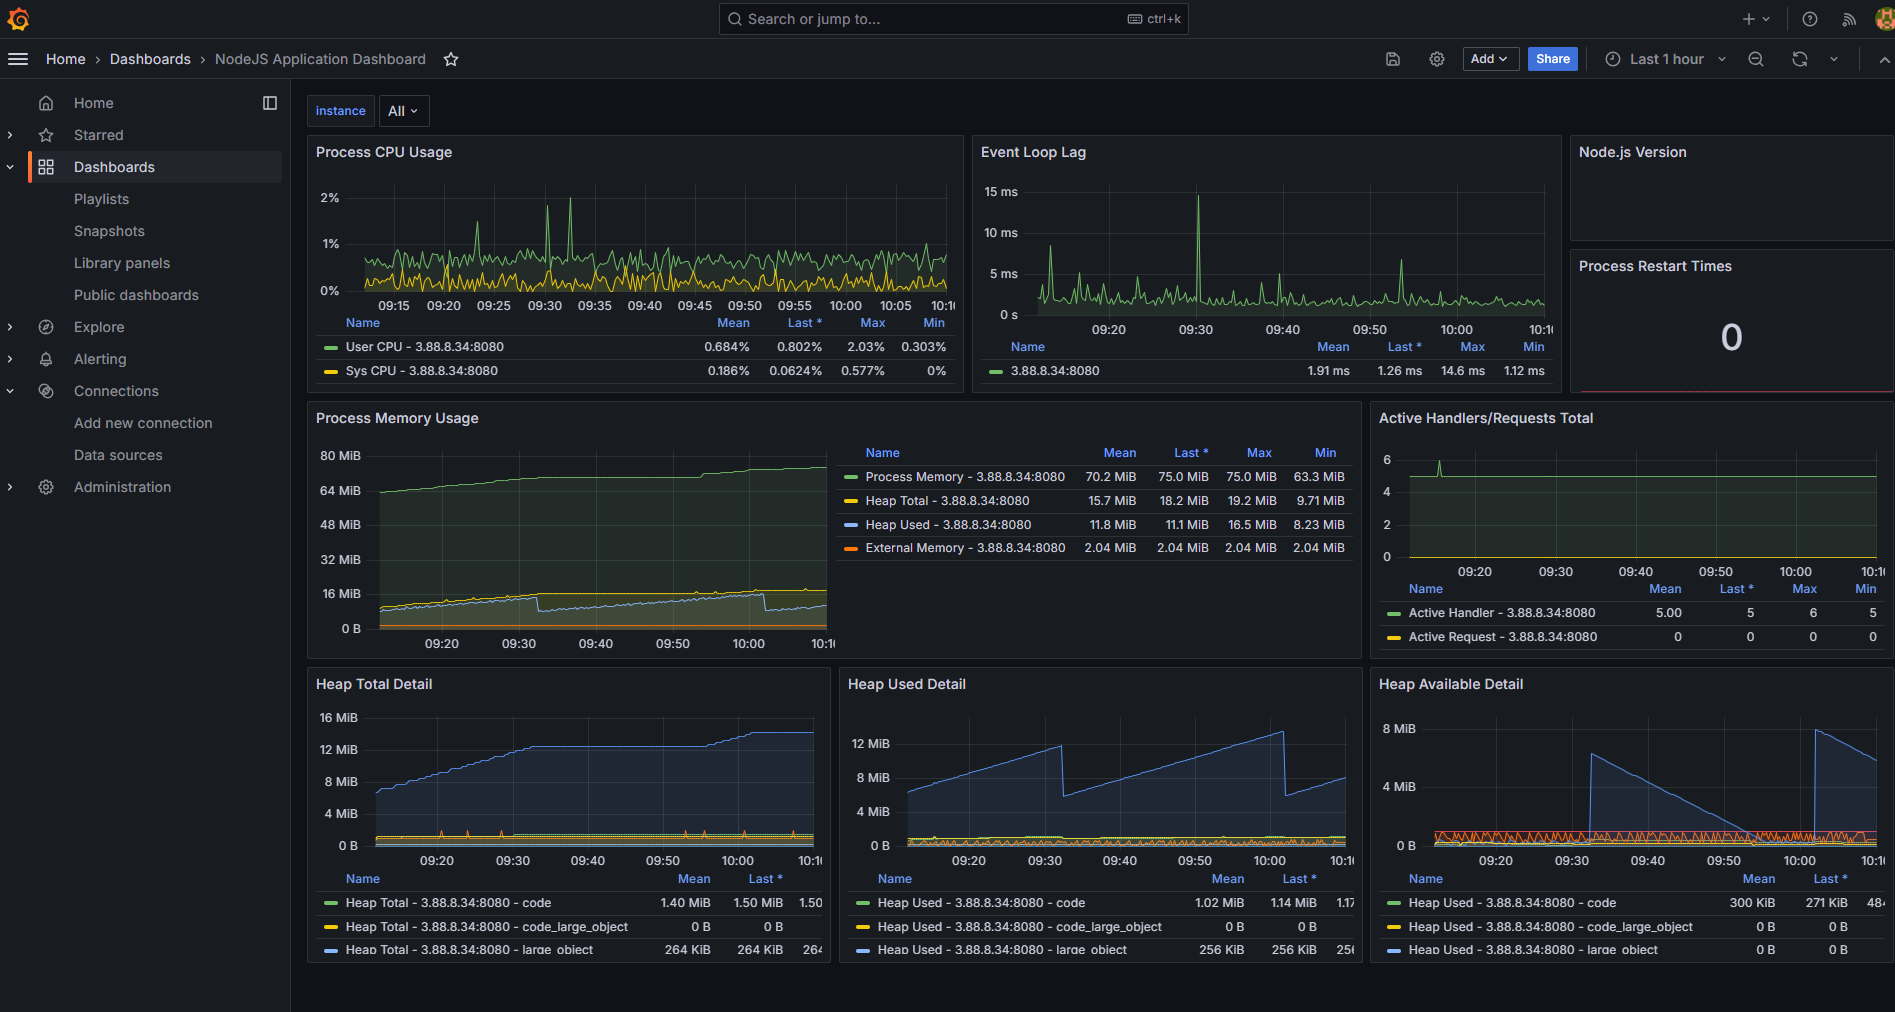 Search or jump to...
ctrl+k
Home › Dashboards › NodeJS Application Dashboard
Add
Share
Last 1 hour
Home
Starred
Dashboards
Playlists
Snapshots
Library panels
Public dashboards
Explore
Alerting
Connections
Add new connection
Data sources
Administration
instance
All
Process CPU Usage
2%
1%
0%
09:15 09:20 09:25 09:30 09:35 09:40 09:45 09:50 09:55 10:00 10:05
Name Mean Last * Max Min
User CPU - 3.88.8.34:8080 0.684% 0.802% 2.03% 0.303%
Sys CPU - 3.88.8.34:8080 0.186% 0.0624% 0.577% 0%
Event Loop Lag
15 ms
10 ms
5 ms
0 s
09:20 09:30 09:40 09:50 10:00
Name Mean Last * Max Min
3.88.8.34:8080 1.91 ms 1.26 ms 14.6 ms 1.12 ms
Node.js Version
Process Restart Times
0
Process Memory Usage
80 MiB
64 MiB
48 MiB
32 MiB
16 MiB
0 B
09:20 09:30 09:40 09:50 10:00
Name Mean Last * Max Min
Process Memory - 3.88.8.34:8080 70.2 MiB 75.0 MiB 75.0 MiB 63.3 MiB
Heap Total - 3.88.8.34:8080 15.7 MiB 18.2 MiB 19.2 MiB 9.71 MiB
Heap Used - 3.88.8.34:8080 11.8 MiB 11.1 MiB 16.5 MiB 8.23 MiB
External Memory - 3.88.8.34:8080 2.04 MiB 2.04 MiB 2.04 MiB 2.04 MiB
Active Handlers/Requests Total
6
4
2
0
09:20 09:30 09:40 09:50 10:00
Name Mean Last * Max Min
Active Handler - 3.88.8.34:8080 5.00 5 6 5
Active Request - 3.88.8.34:8080 0 0 0 0
Heap Total Detail
16 MiB
12 MiB
8 MiB
4 MiB
0 B
09:20 09:30 09:40 09:50 10:00
Name Mean Last *
Heap Total - 3.88.8.34:8080 - code 1.40 MiB 1.50 MiB 1.50
Heap Total - 3.88.8.34:8080 - code_large_object 0 B 0 B
Heap Total - 3.88.8.34:8080 - large_object 264 KiB 264 KiB 264
Heap Used Detail
12 MiB
8 MiB
4 MiB
0 B
09:20 09:30 09:40 09:50 10:00
Name Mean Last *
Heap Used - 3.88.8.34:8080 - code 1.02 MiB 1.14 MiB 1.17
Heap Used - 3.88.8.34:8080 - code_large_object 0 B 0 B
Heap Used - 3.88.8.34:8080 - large_object 256 KiB 256 KiB
Heap Available Detail
8 MiB
4 MiB
0 B
09:20 09:30 09:40 09:50 10:00
Name Mean Last *
Heap Used - 3.88.8.34:8080 - code 300 KiB 271 KiB
Heap Used - 3.88.8.34:8080 - code_large_object 0 B 0 B
Heap Used - 3.88.8.34:8080 - large_object 0 B 0 B